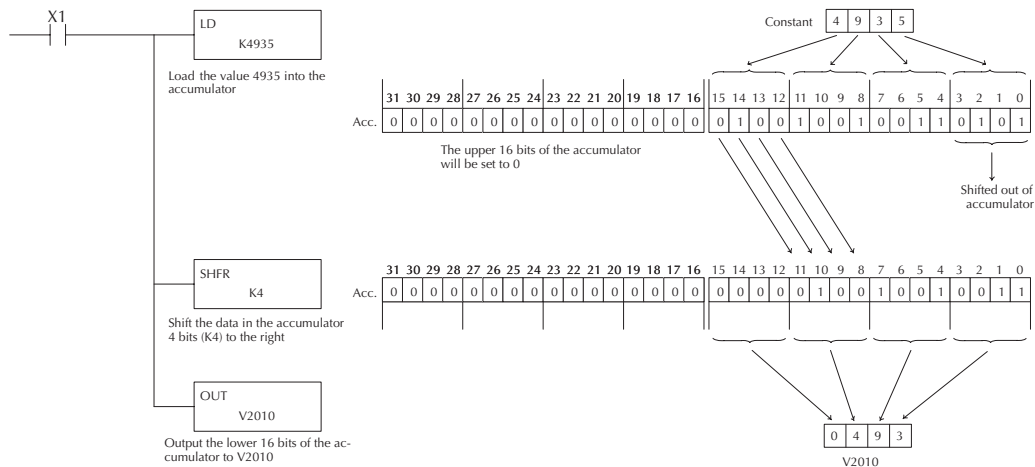 X1
LD
K4935
Load the value 4935 into the
accumulator
Constant 4 9 3 5
31 30 29 28 27 26 25 24 23 22 21 20 19 18 17 16 15 14 13 12 11 10 9 8 7 6 5 4 3 2 1 0
Acc. 0 0 0 0 0 0 0 0 0 0 0 0 0 0 0 0 0 1 0 0 1 0 0 1 0 0 1 1 0 1 0 1
The upper 16 bits of the accumulator
will be set to 0
Shifted out of
accumulator
SHFR
K4
Shift the data in the accumulator
4 bits (K4) to the right
31 30 29 28 27 26 25 24 23 22 21 20 19 18 17 16 15 14 13 12 11 10 9 8 7 6 5 4 3 2 1 0
Acc. 0 0 0 0 0 0 0 0 0 0 0 0 0 0 0 0 0 0 0 0 0 1 0 0 1 0 0 1 0 0 1 1
OUT
V2010
Output the lower 16 bits of the ac-
cumulator to V2010
0 4 9 3
V2010